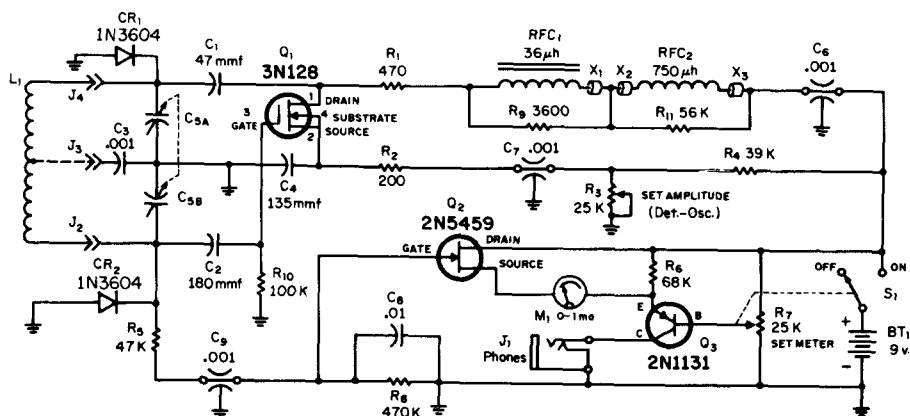 CR1
1N3604
C1
47mmf
Q1
3N128
R1
470
RFC1
36µh
X1
X2
RFC2
750µh
X3
C6
.001
L1
J4
C5A
3
GATE
1
DRAIN
4
SUBSTRATE
SOURCE
2
R9 3600
R11 56K
J3
C3
.001
C4
135mmf
R2
200
C7 .001
R4 39K
R3
25 K
SET AMPLITUDE
(Det.-Osc.)
C5B
J2
C2
180mmf
Q2
2N5459
GATE
DRAIN
SOURCE
CR2
1N3604
R10
100K
R6
68K
OFF
ON
S1
M1 0-1ma
E
B
C
Q3
2N1131
R7
25K
SET METER
+
BT1
9 v.
−
R5
47K
C9
.001
C8
.01
R8
470K
J1
Phones